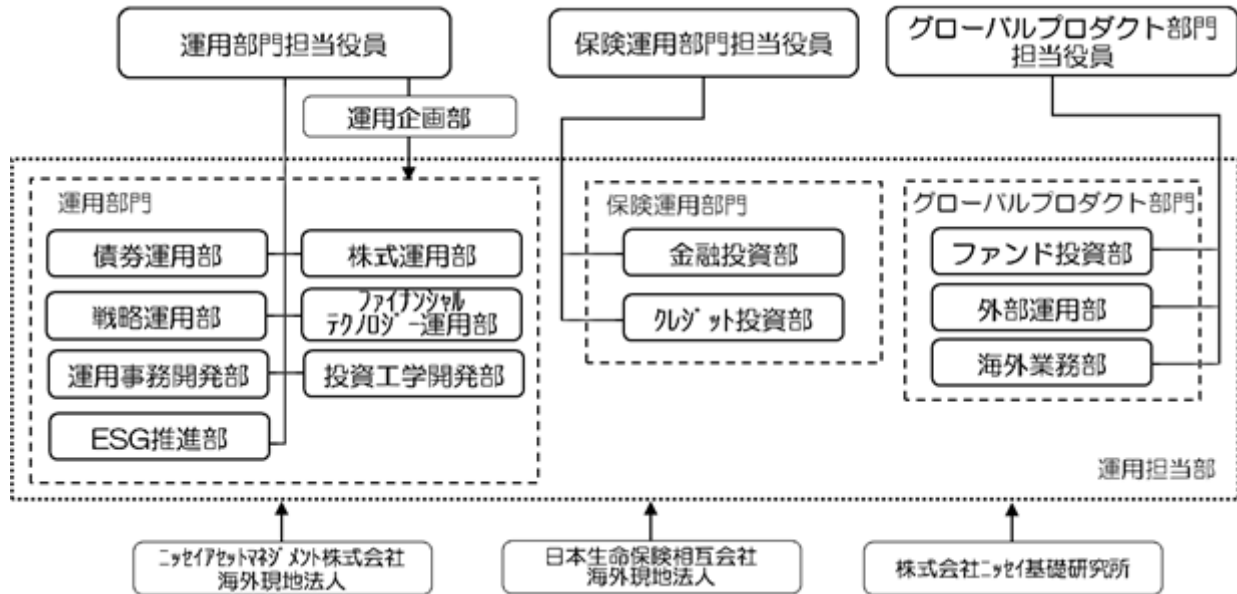 運用部門担当役員
保険運用部門担当役員
グローバルプロダクト部門
担当役員
運用企画部
運用部門
保険運用部門
グローバルプロダクト部門
債券運用部
株式運用部
金融投資部
ファンド投資部
戦略運用部
ファイナンシャル
テクノロジー運用部
クレジット投資部
外部運用部
運用事務開発部
投資工学開発部
海外業務部
ESG推進部
運用担当部
ニッセイアセットマネジメント株式会社
海外現地法人
日本生命保険相互会社
海外現地法人
株式会社ニッセイ基礎研究所